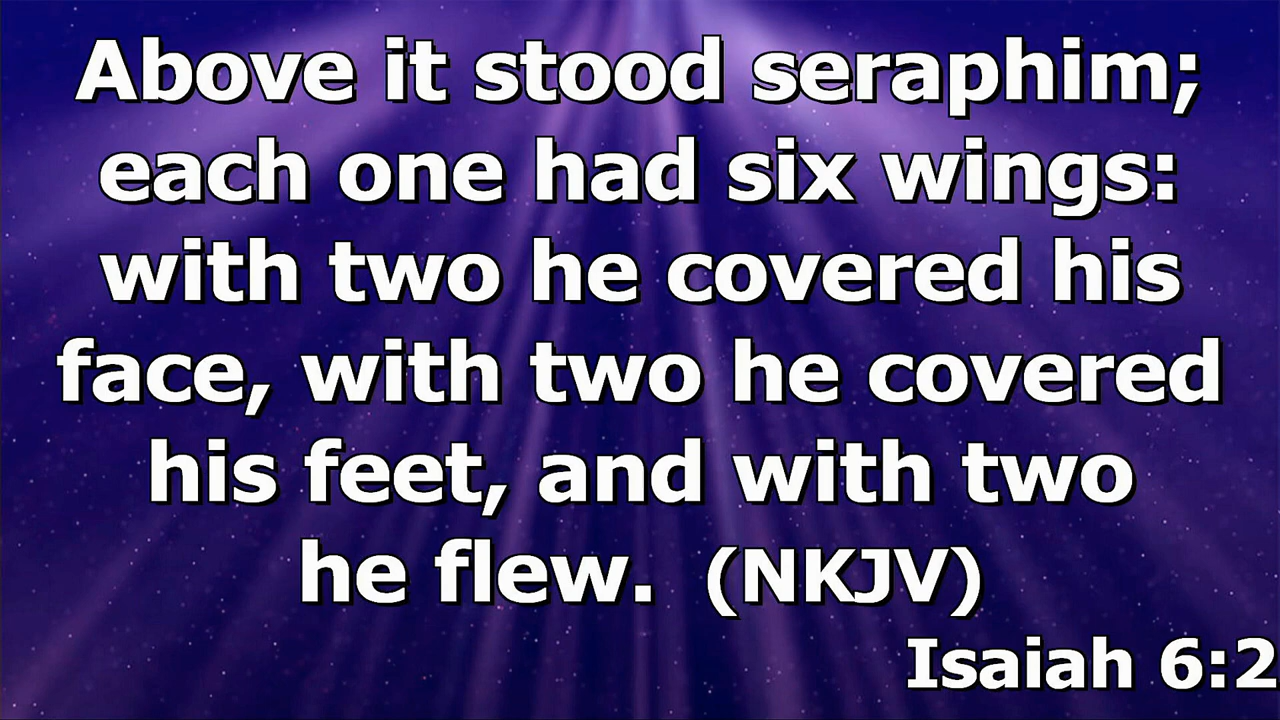 Above it stood seraphim;
each one had six wings:
with two he covered his
face, with two he covered
his feet, and with two
he flew. (NKJV)
Isaiah 6:2